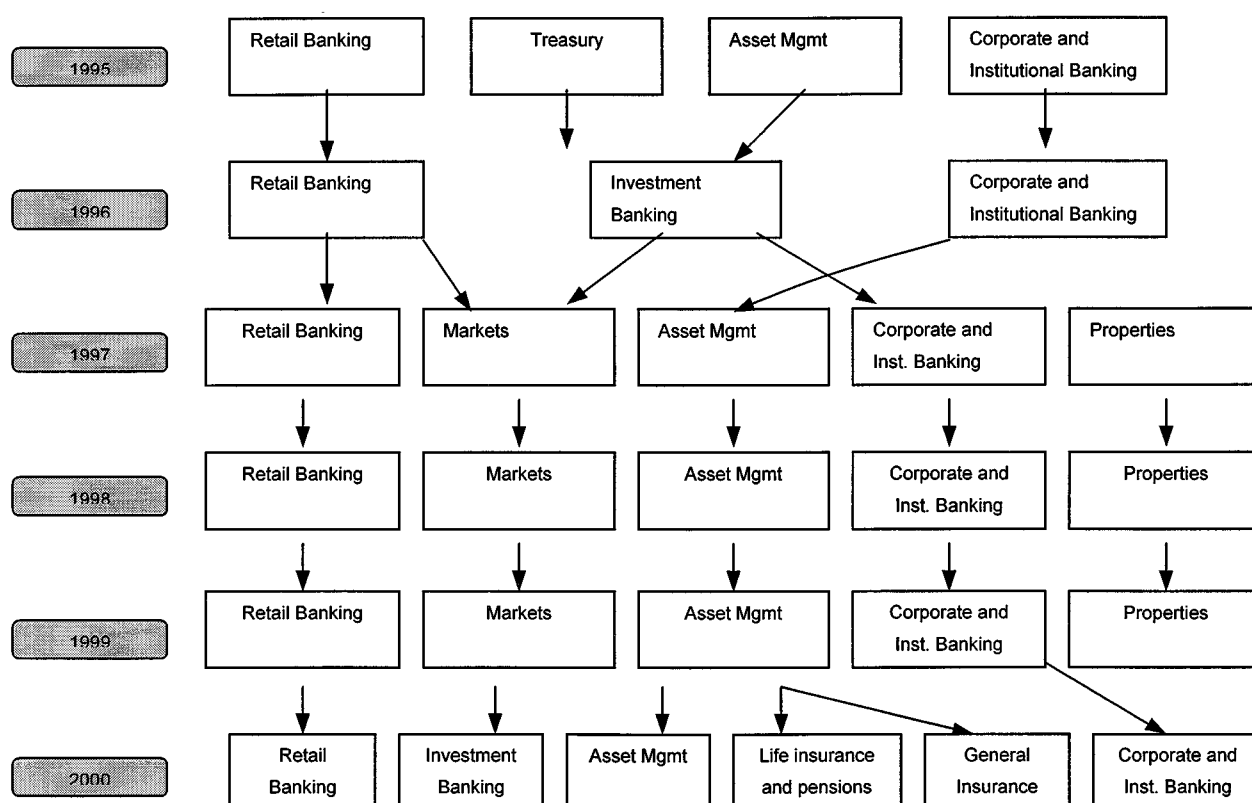 1995
Retail Banking
Treasury
Asset Mgmt
Corporate and
Institutional Banking
1996
Retail Banking
Investment
Banking
Corporate and
Institutional Banking
1997
Retail Banking
Markets
Asset Mgmt
Corporate and
Inst. Banking
Properties
1998
Retail Banking
Markets
Asset Mgmt
Corporate and
Inst. Banking
Properties
1999
Retail Banking
Markets
Asset Mgmt
Corporate and
Inst. Banking
Properties
2000
Retail
Banking
Investment
Banking
Asset Mgmt
Life insurance
and pensions
General
Insurance
Corporate and
Inst. Banking